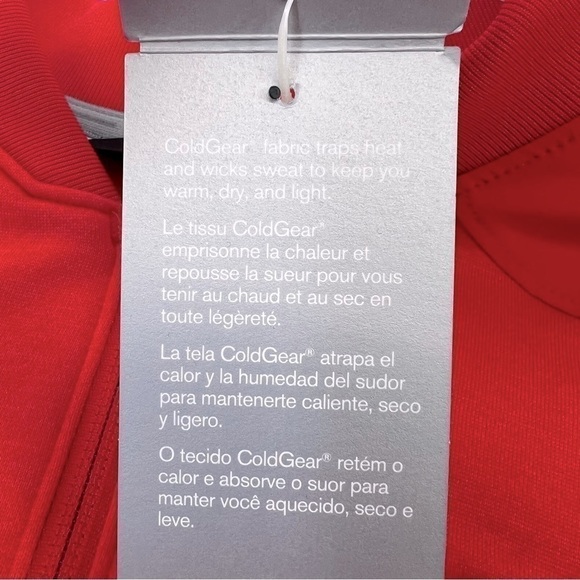 ColdGear® fabric traps heat
and wicks sweat to keep you
warm, dry, and light.
Le tissu ColdGear®
emprisonne la chaleur et
repousse la sueur pour vous
tenir au chaud et au sec en
toute légèreté.
La tela ColdGear® atrapa el
calor y la humedad del sudor
para mantenerte caliente, seco
y ligero.
O tecido ColdGear® retém o
calor e absorve o suor para
manter você aquecido, seco e
leve.